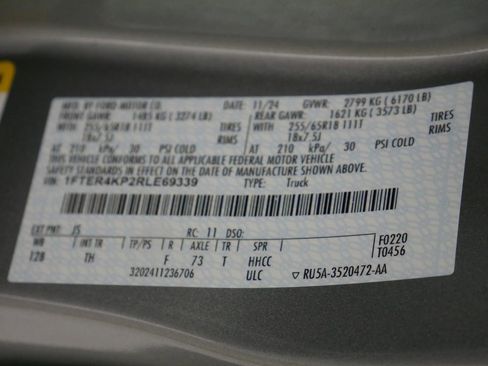 MFD. BY FORD MOTOR CO. DATE: 11/24 GVWR: 2799 KG ( 6170 LB)
FRONT GAWR: 1485 KG ( 3274 LB) REAR GAWR: 1621 KG ( 3573 LB)
WITH 255/65R18 111T TIRES WITH 255/65R18 111T TIRES
18x7.5J RIMS 18x7.5J RIMS
AT 210 kPa/ 30 PSI COLD AT 210 kPa/ 30 PSI COLD
THIS VEHICLE CONFORMS TO ALL APPLICABLE FEDERAL MOTOR VEHICLE
SAFETY STANDARDS IN EFFECT ON THE DATE OF MANUFACTURE SHOWN ABOVE.
1FTER4KP2RLE69339 TYPE: Truck
EXT PNT: JS RC: 11 DSO: F0220
WB INT TR TP/PS R AXLE TR SPR T0456
128 TH F 73 T HHCC
3202411236706 ULC ▽ RU5A-3520472-AA